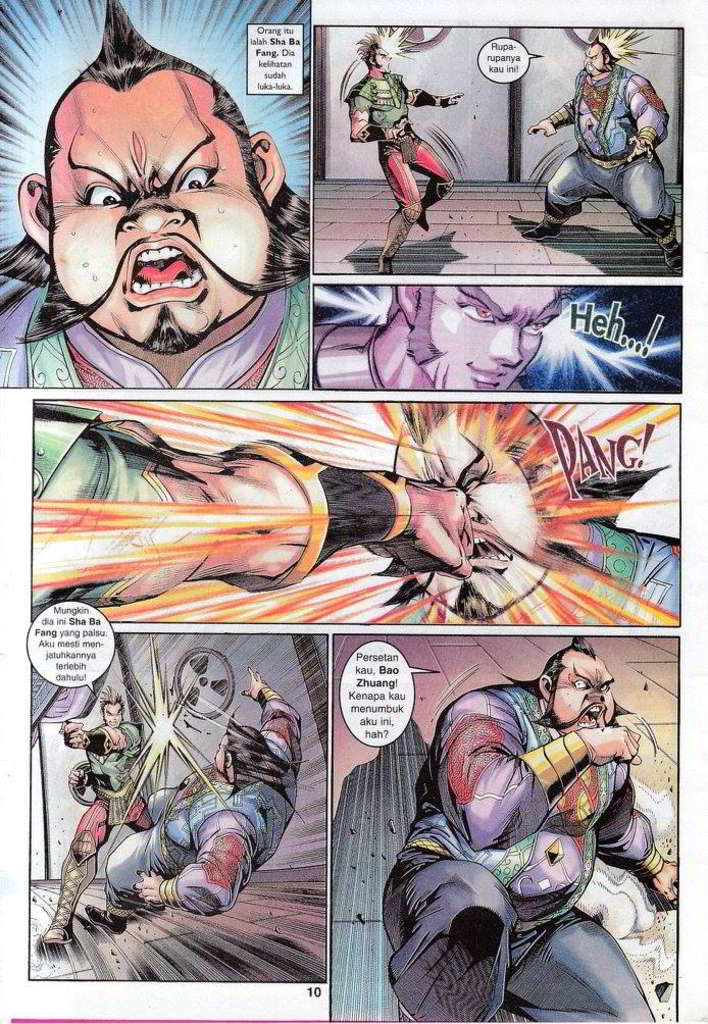 Orang itu
ialah Sha Ba
Fang. Dia
kelihatan
sudah
luka-luka.
Rupa-
rupanya
kau ini!
Heh....!
PANG!
Mungkin
dia ini Sha Ba
Fang yang palsu.
Aku mesti men-
jatuhkannya
terlebih
dahulu!
Persetan
kau, Bao
Zhuang!
Kenapa kau
menumbuk
aku ini,
hah?
10